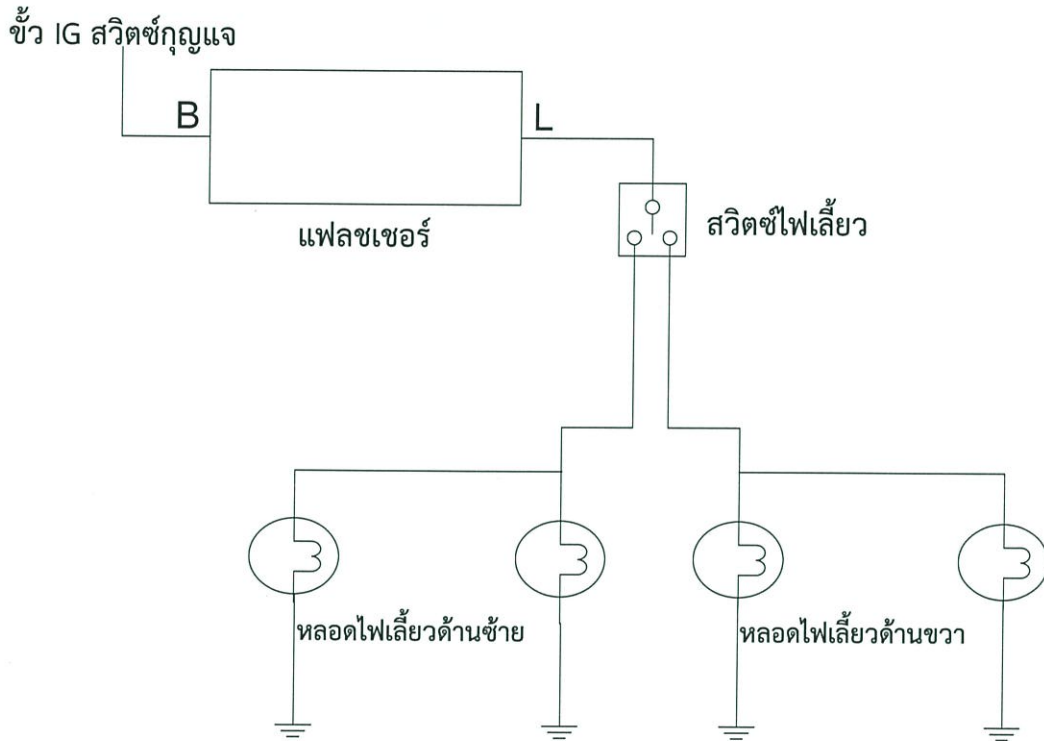 ขั้ว IG สวิตซ์กุญแจ
B
L
แฟลชเชอร์
สวิตซ์ไฟเลี้ยว
หลอดไฟเลี้ยวด้านซ้าย
หลอดไฟเลี้ยวด้านขวา